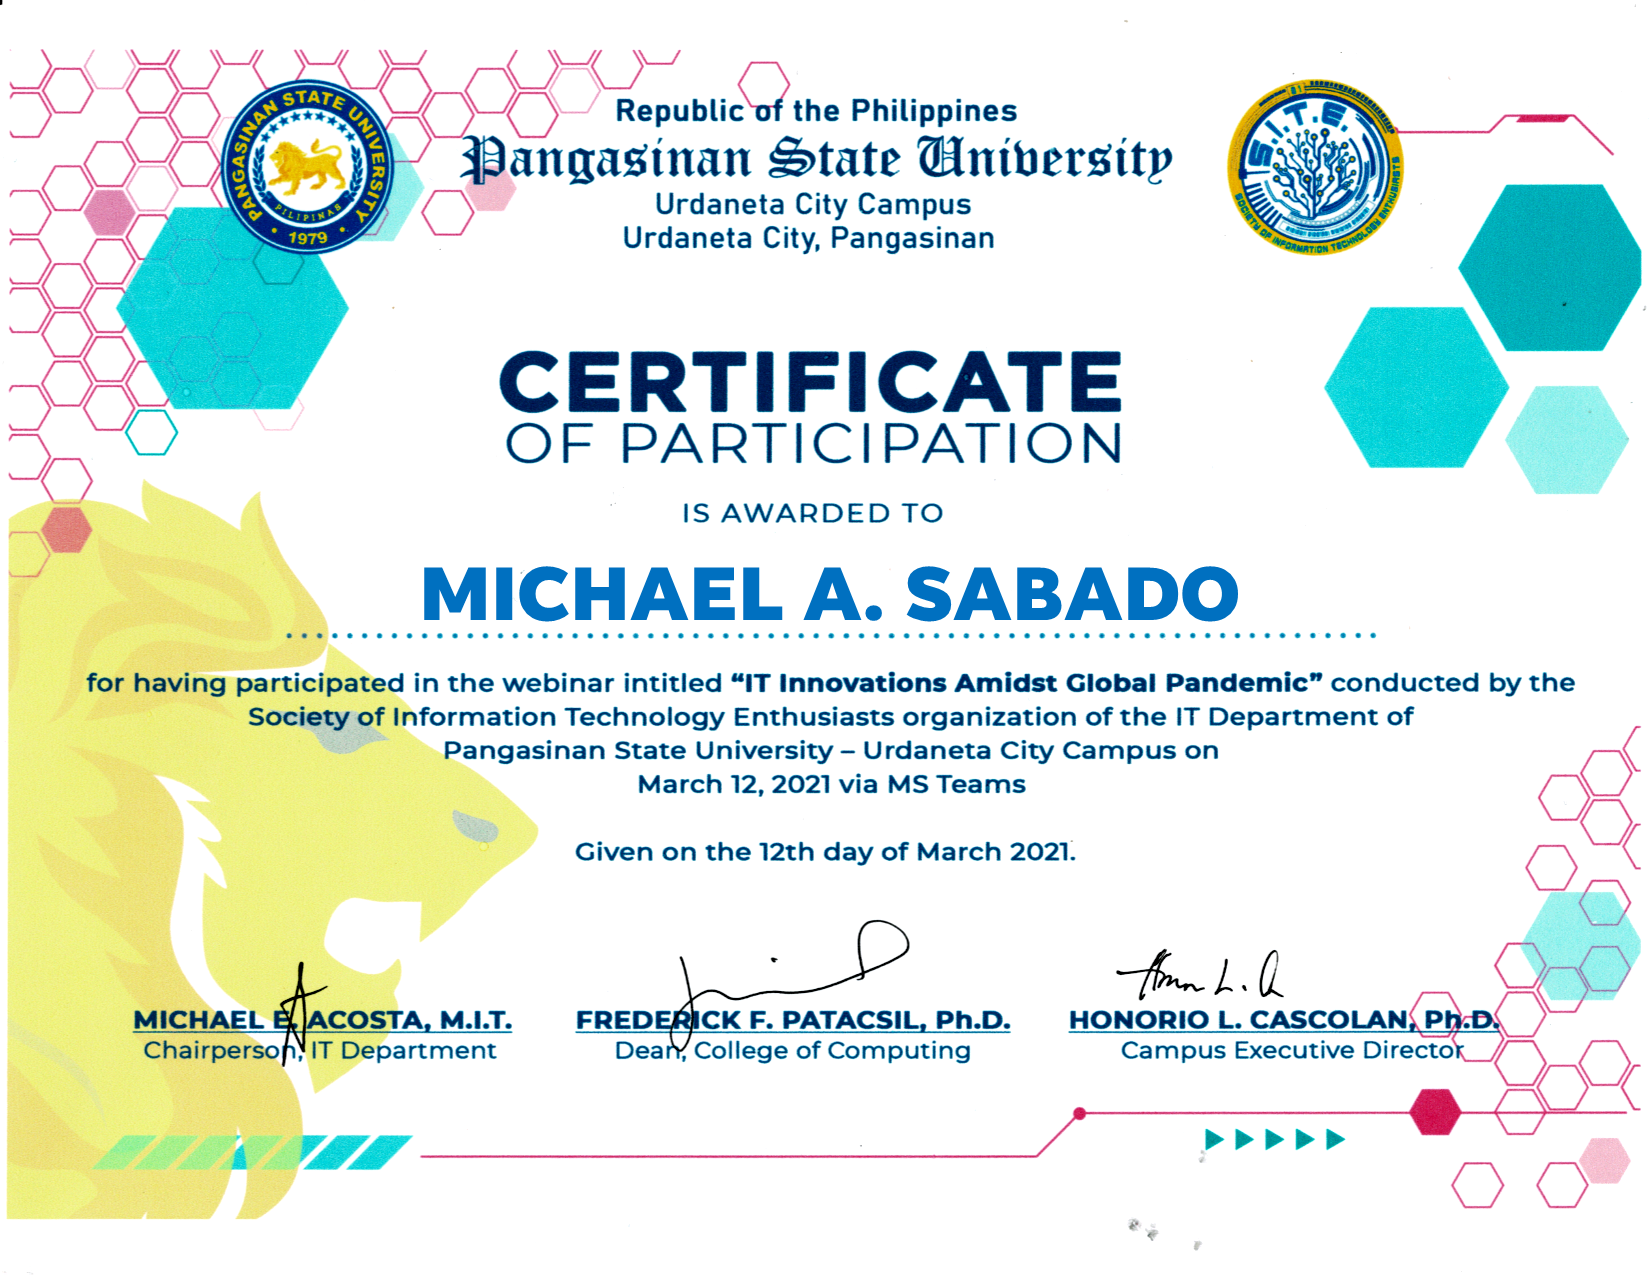 PANGASINAN STATE UNIVERSITY
PILIPINAS
1979
Republic of the Philippines
Pangasinan State University
Urdaneta City Campus
Urdaneta City, Pangasinan
01
S.I.T.E.
SOCIETY OF INFORMATION TECHNOLOGY ENTHUSIASTS
CERTIFICATE
OF PARTICIPATION
IS AWARDED TO
MICHAEL A. SABADO
for having participated in the webinar intitled “IT Innovations Amidst Global Pandemic” conducted by the
Society of Information Technology Enthusiasts organization of the IT Department of
Pangasinan State University – Urdaneta City Campus on
March 12, 2021 via MS Teams
Given on the 12th day of March 2021.
MICHAEL E. ACOSTA, M.I.T.
Chairperson, IT Department
FREDERICK F. PATACSIL, Ph.D.
Dean, College of Computing
HONORIO L. CASCOLAN, Ph.D.
Campus Executive Director